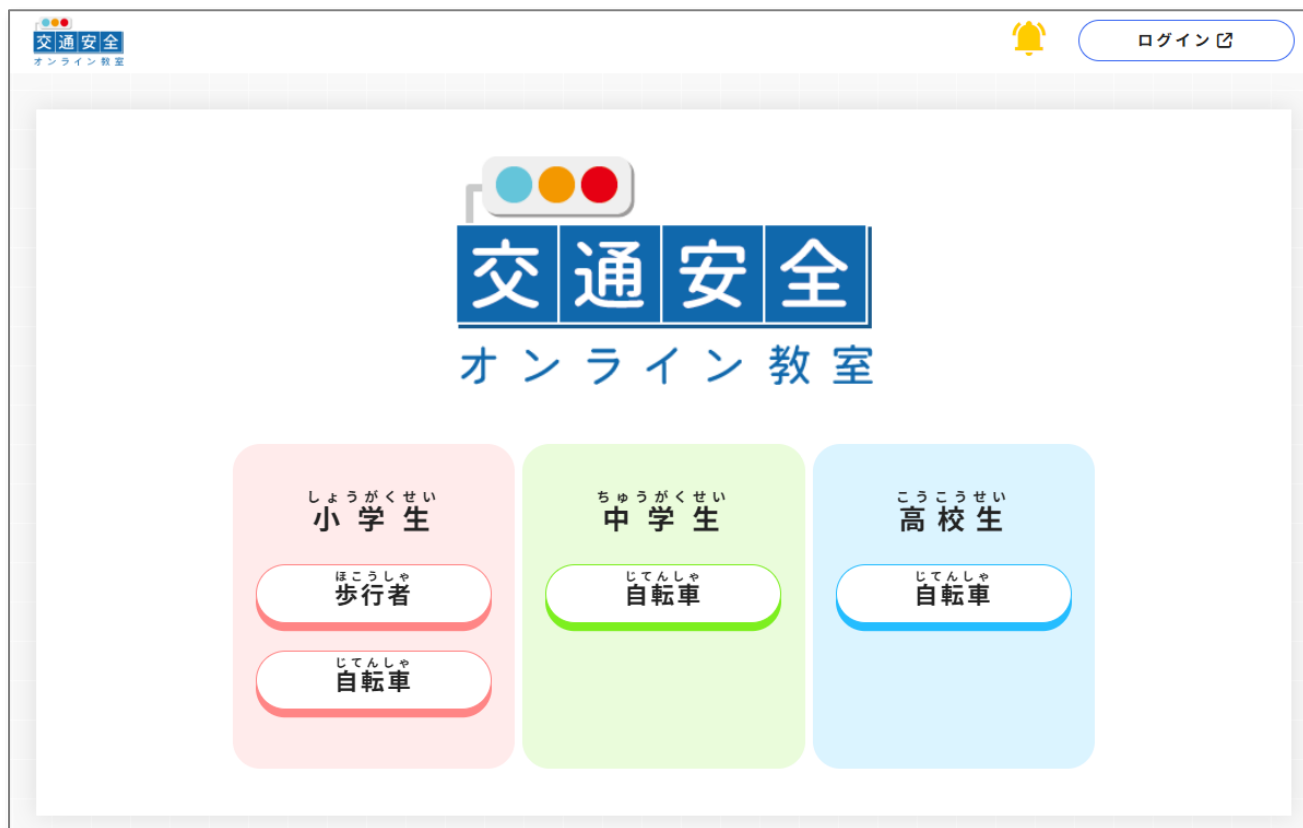 交通安全
オンライン教室
ログイン
交通安全
オンライン教室
しょうがくせい
小学生
ほこうしゃ
歩行者
じてんしゃ
自転車
ちゅうがくせい
中学生
じてんしゃ
自転車
こうこうせい
高校生
じてんしゃ
自転車